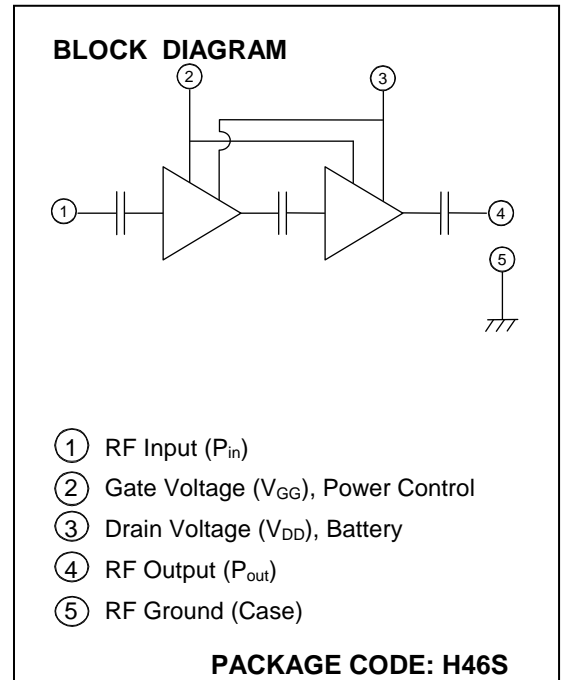 BLOCK DIAGRAM
2
3
1
4
5
1 RF Input (Pin)
2 Gate Voltage (VGG), Power Control
3 Drain Voltage (VDD), Battery
4 RF Output (Pout)
5 RF Ground (Case)
PACKAGE CODE: H46S